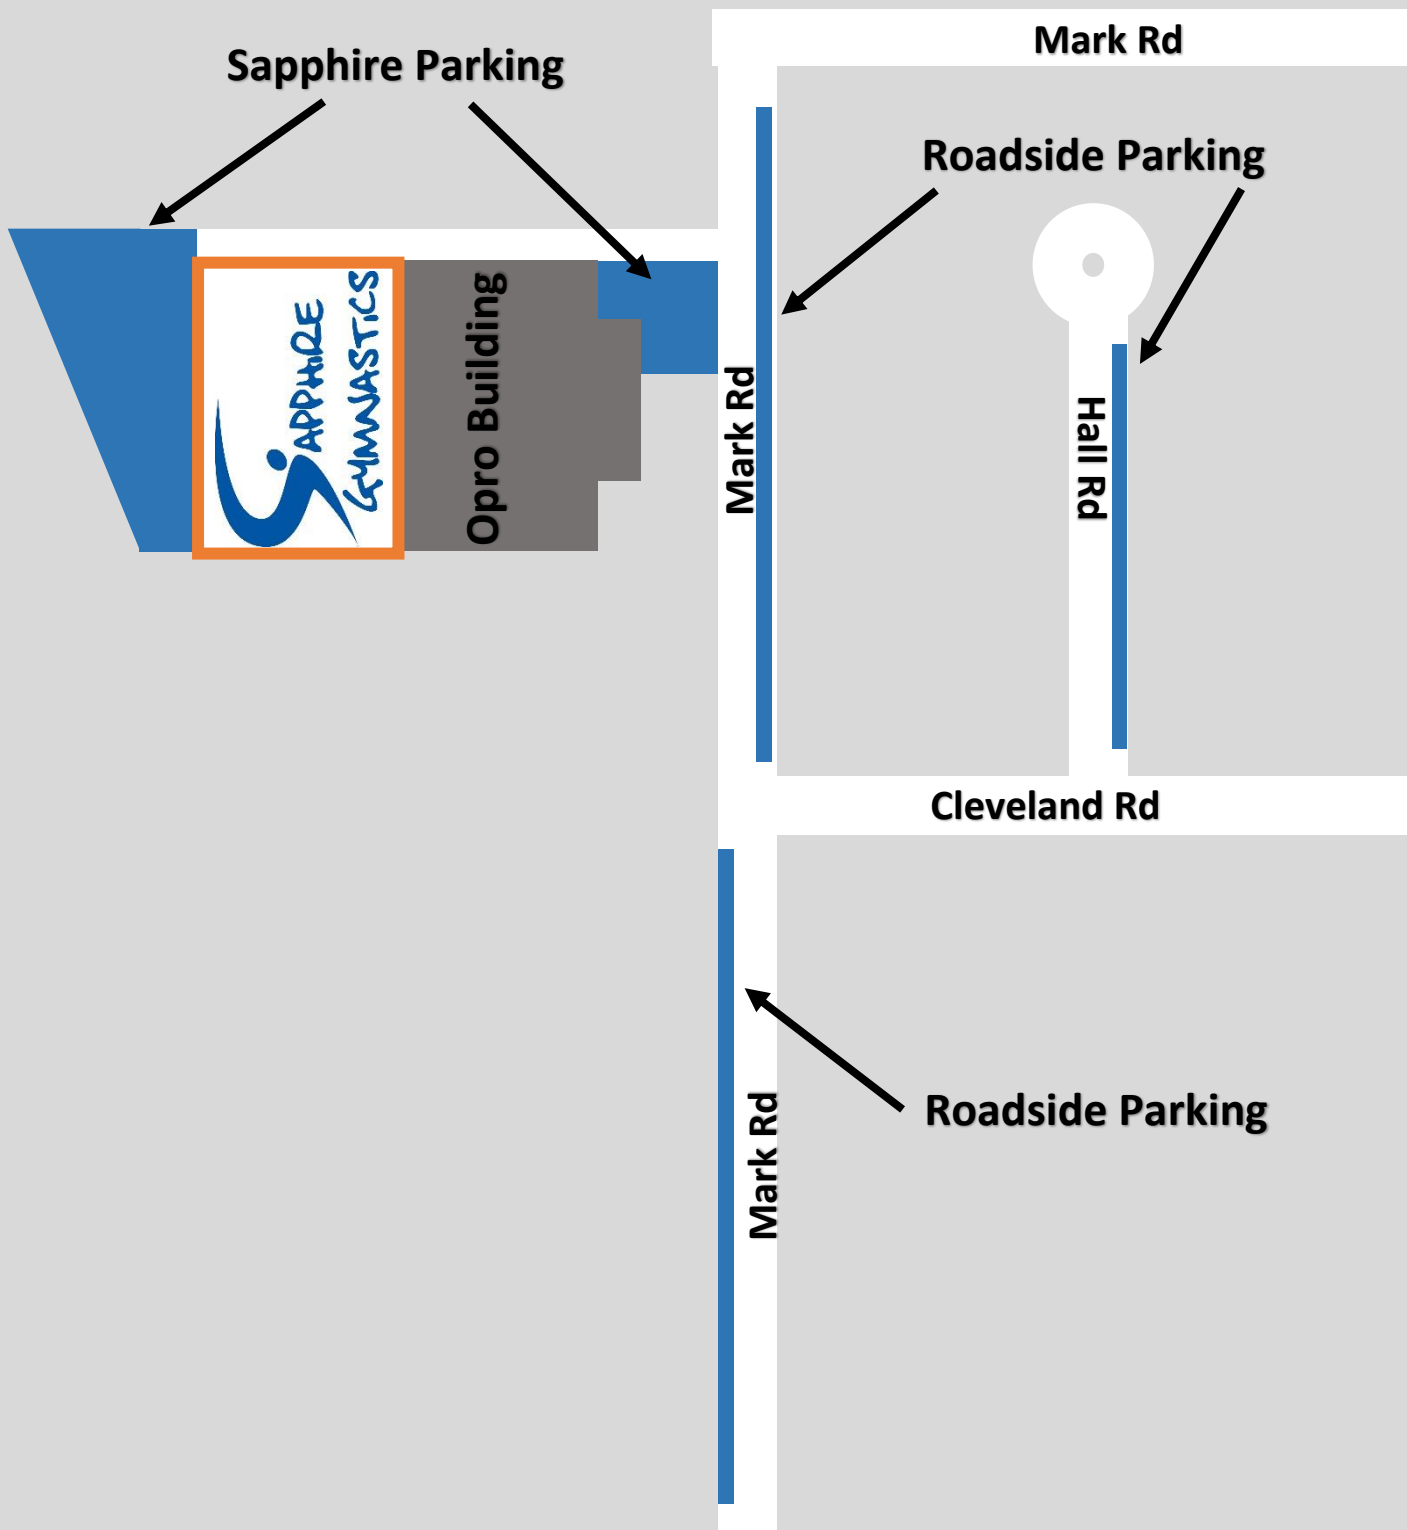 Mark Rd
Sapphire Parking
Roadside Parking
SAPPHIRE
GYMNASTICS
Opro Building
Mark Rd
Hall Rd
Cleveland Rd
Mark Rd
Roadside Parking